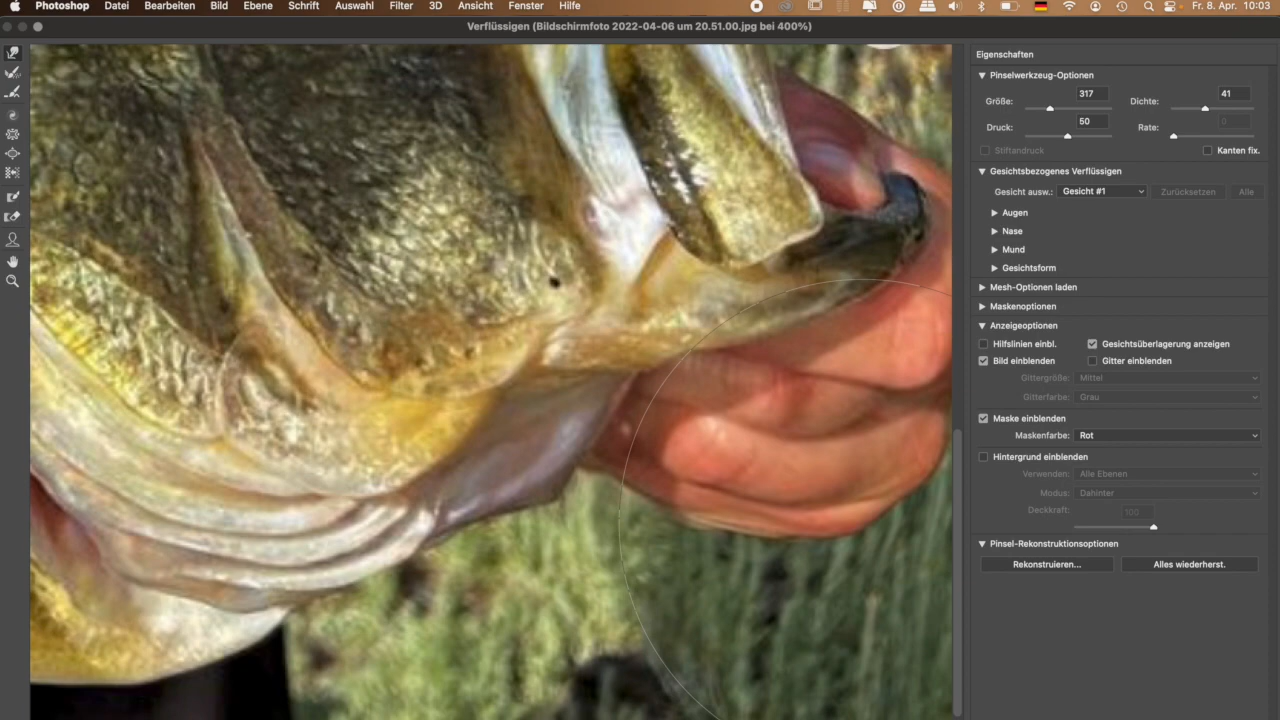 Photoshop Datei Bearbeiten Bild Ebene Schrift Auswahl Filter 3D Ansicht Fenster Hilfe Fr. 8. Apr. 10:03
Verflüssigen (Bildschirmfoto 2022-04-06 um 20.51.00.jpg bei 400%)
Eigenschaften
Pinselwerkzeug-Optionen
Größe: 317 Dichte: 41
Druck: 50 Rate: 0
Stiftandruck Kanten fix.
Gesichtsbezogenes Verflüssigen
Gesicht ausw.: Gesicht #1 Zurücksetzen Alle
Augen
Nase
Mund
Gesichtsform
Mesh-Optionen laden
Maskenoptionen
Anzeigeoptionen
Hilfslinien einbl. Gesichtsüberlagerung anzeigen
Bild einblenden Gitter einblenden
Gittergröße: Mittel
Gitterfarbe: Grau
Maske einblenden
Maskenfarbe: Rot
Hintergrund einblenden
Verwenden: Alle Ebenen
Modus: Dahinter
Deckkraft: 100
Pinsel-Rekonstruktionsoptionen
Rekonstruieren... Alles wiederherst.